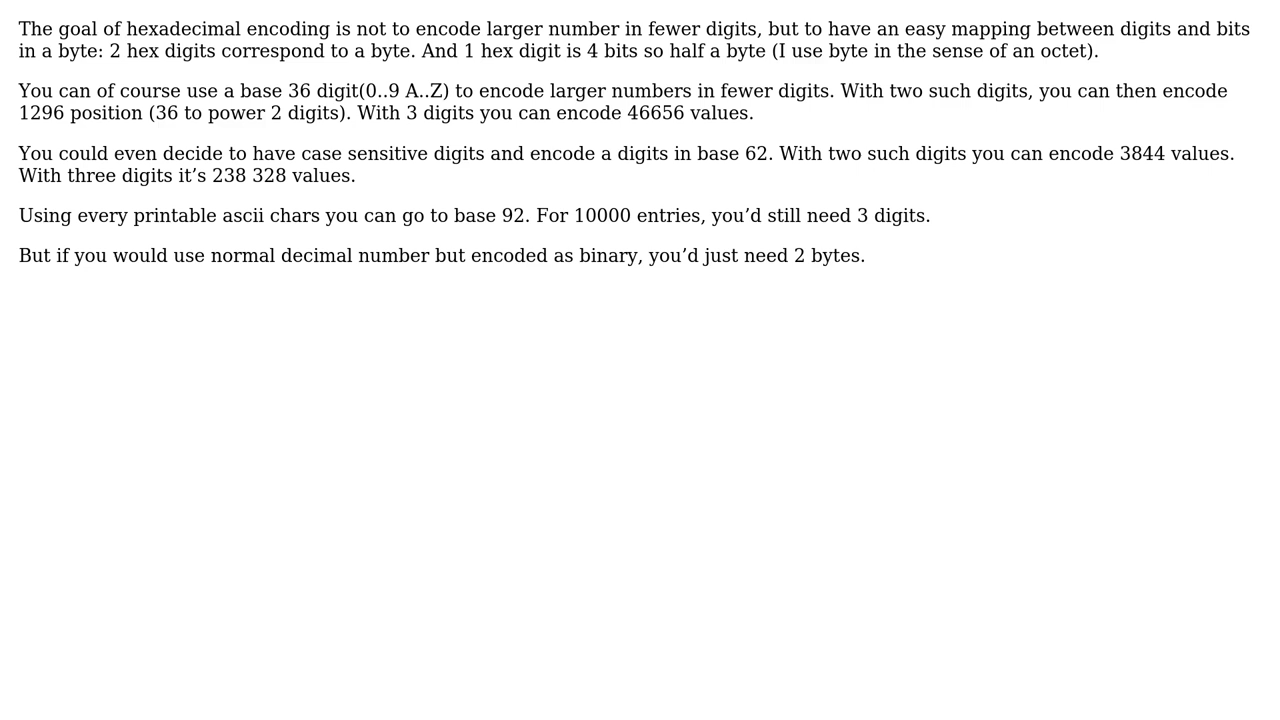 The goal of hexadecimal encoding is not to encode larger number in fewer digits, but to have an easy mapping between digits and bits
in a byte: 2 hex digits correspond to a byte. And 1 hex digit is 4 bits so half a byte (I use byte in the sense of an octet).
You can of course use a base 36 digit(0..9 A..Z) to encode larger numbers in fewer digits. With two such digits, you can then encode
1296 position (36 to power 2 digits). With 3 digits you can encode 46656 values.
You could even decide to have case sensitive digits and encode a digits in base 62. With two such digits you can encode 3844 values.
With three digits it’s 238 328 values.
Using every printable ascii chars you can go to base 92. For 10000 entries, you’d still need 3 digits.
But if you would use normal decimal number but encoded as binary, you’d just need 2 bytes.